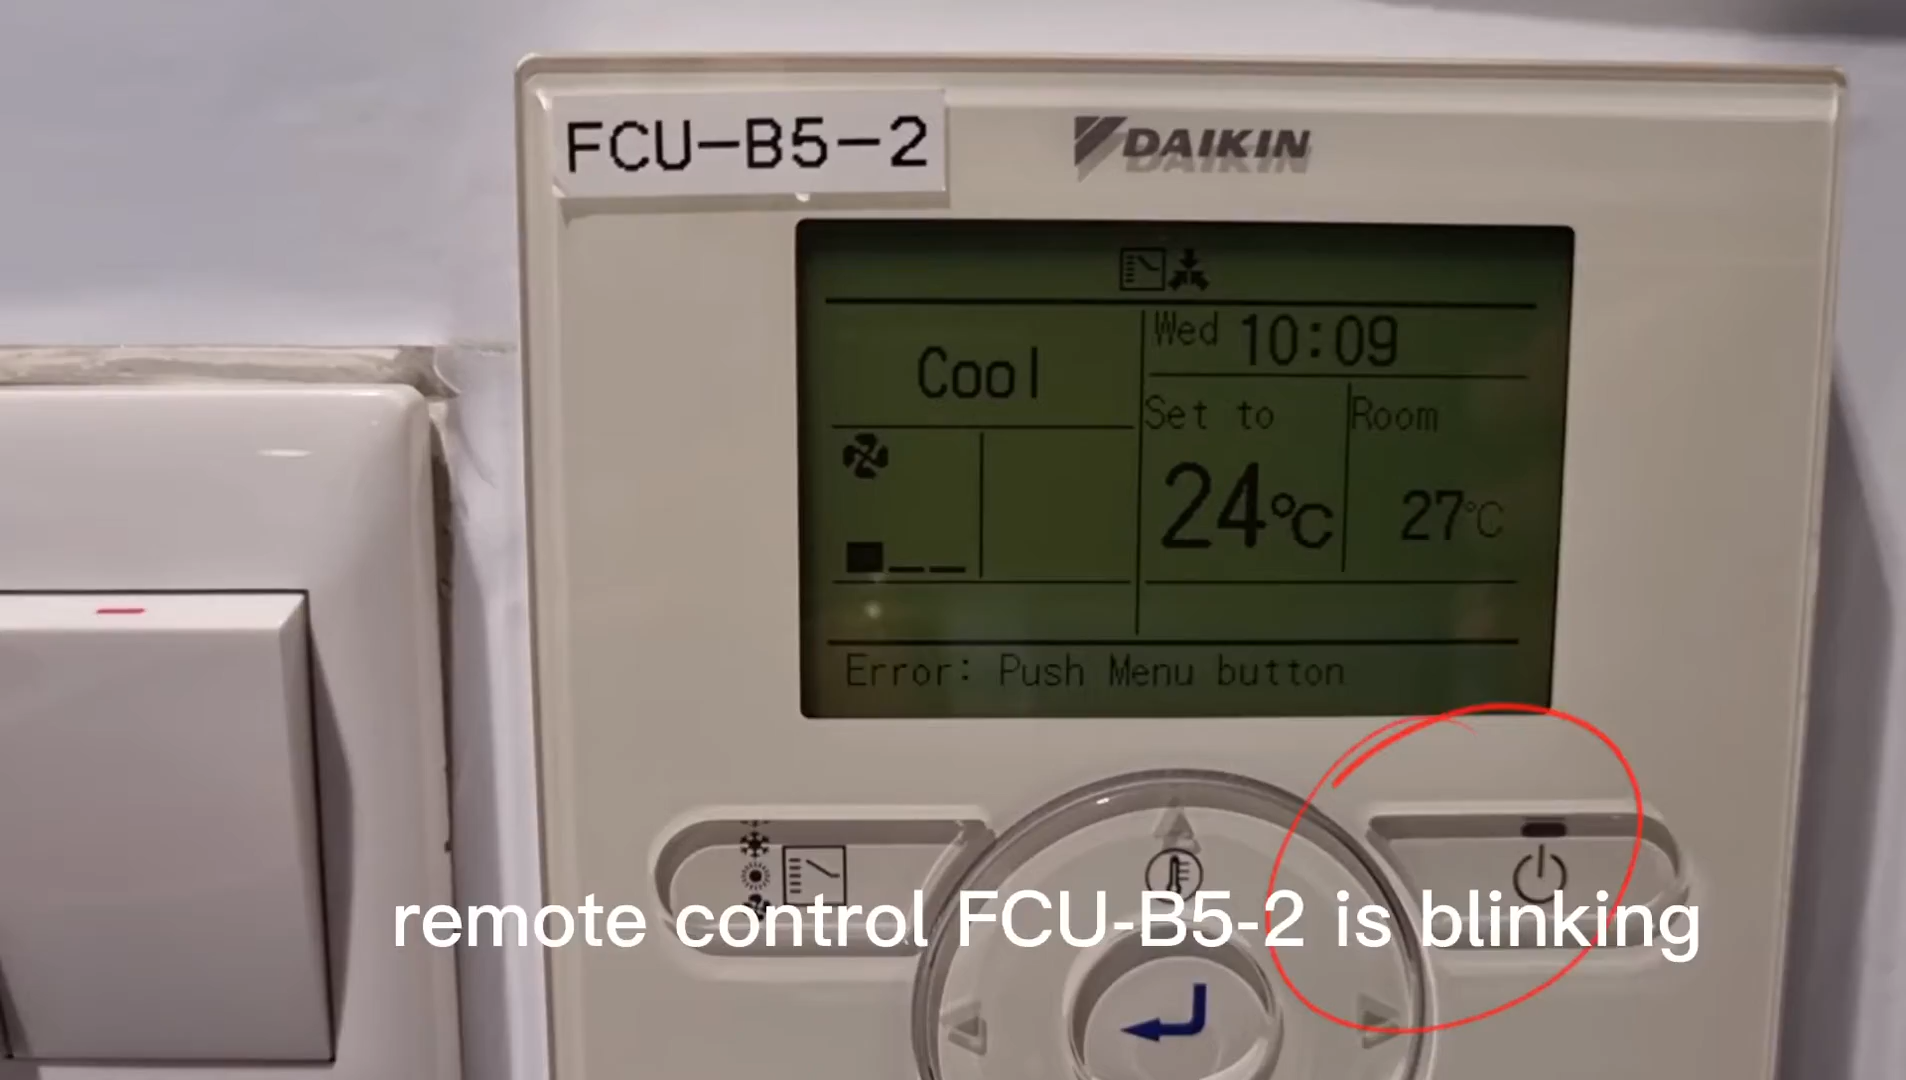 FCU-B5-2
DAIKIN
Cool
Wed 10:09
Set to
Room
24°C
27°C
Error: Push Menu button
remote control FCU-B5-2 is blinking